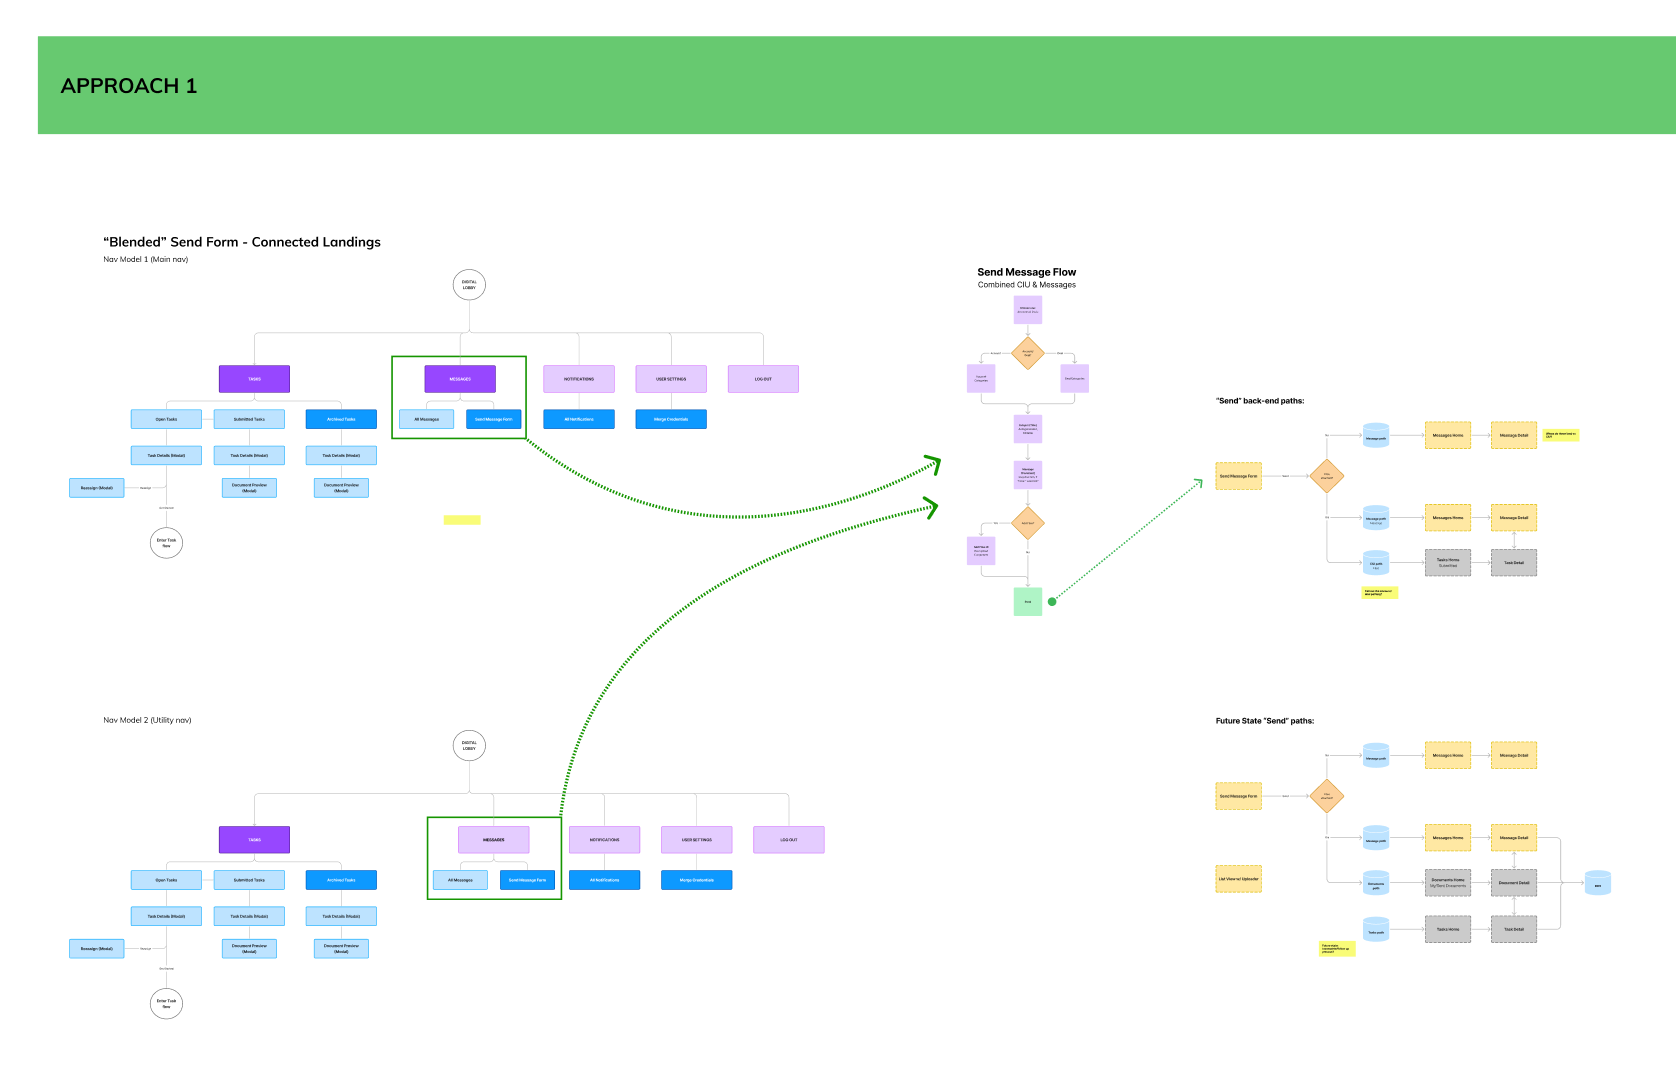 APPROACH 1
“Blended” Send Form - Connected Landings
Nav Model 1 (Main nav)
DIGITAL
LOBBY
TASKS
MESSAGES
NOTIFICATIONS
USER SETTINGS
LOG OUT
Open Tasks
Submitted Tasks
Archived Tasks
All Messages
Send Message Form
All Notifications
Merge Credentials
Task Details (Modal)
Task Details (Modal)
Task Details (Modal)
Reassign (Modal)
Document Preview
(Modal)
Document Preview
(Modal)
Enter Task
flow
Send Message Flow
Combined CIU & Messages
Send
"Send" back-end paths:
Send Message Form
Message path
Messages Home
Message Detail
Message path
Messages Home
Message Detail
CIU path
Tasks Home
Task Detail
Nav Model 2 (Utility nav)
DIGITAL
LOBBY
TASKS
MESSAGES
NOTIFICATIONS
USER SETTINGS
LOG OUT
Open Tasks
Submitted Tasks
Archived Tasks
All Messages
Send Message Form
All Notifications
Merge Credentials
Task Details (Modal)
Task Details (Modal)
Task Details (Modal)
Reassign (Modal)
Document Preview
(Modal)
Document Preview
(Modal)
Enter Task
flow
Future State "Send" paths:
Send Message Form
Message path
Messages Home
Message Detail
Message path
Messages Home
Message Detail
List View w/ Uploader
Documents
path
Documents Home
My/Sent Documents
Document Detail
Tasks path
Tasks Home
Task Detail